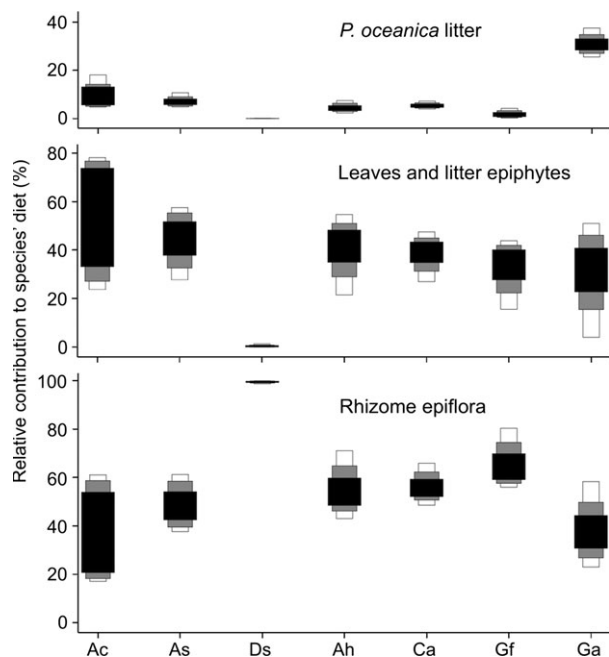 Relative contribution to species' diet (%)
P. oceanica litter
40
20
0
Leaves and litter epiphytes
80
60
40
20
0
Rhizome epiflora
100
80
60
40
20
0
Ac As Ds Ah Ca Gf Ga